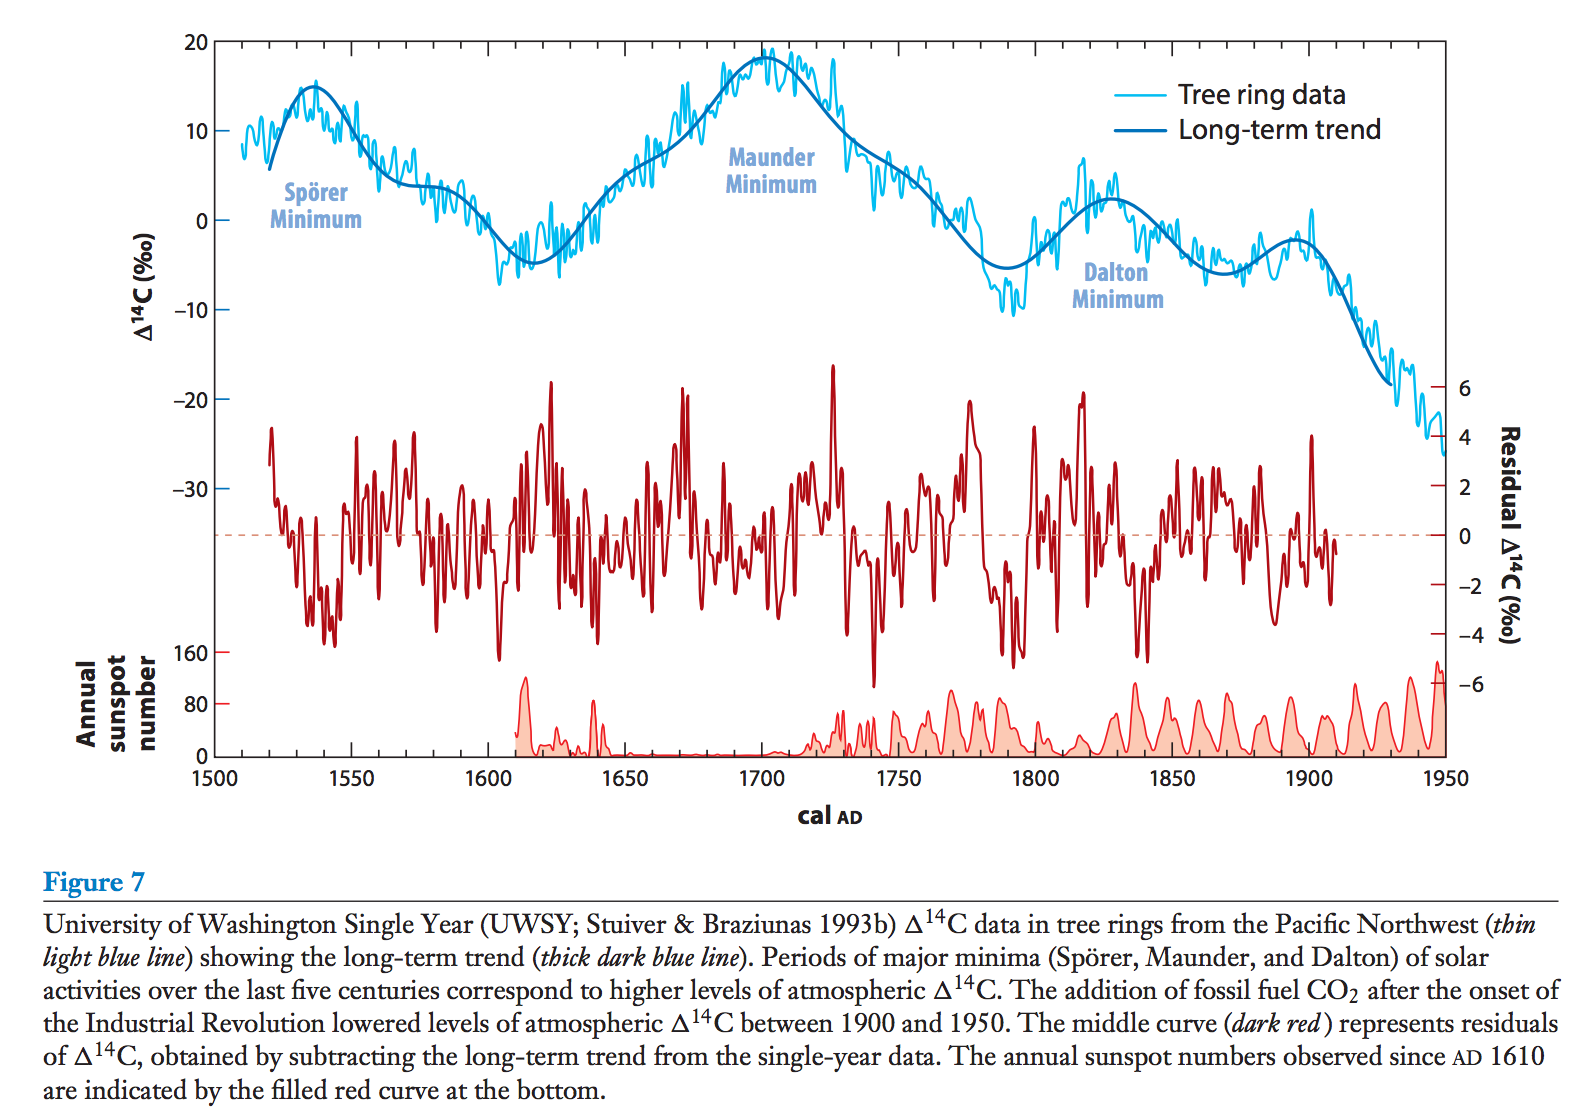 20
10
0
−10
−20
−30
Δ14C (‰)
Tree ring data
Long-term trend
Spörer
Minimum
Maunder
Minimum
Dalton
Minimum
6
4
2
0
−2
−4
−6
Residual Δ14C (‰)
160
80
0
Annual
sunspot
number
1500 1550 1600 1650 1700 1750 1800 1850 1900 1950
cal AD
Figure 7
University of Washington Single Year (UWSY; Stuiver & Braziunas 1993b) Δ14C data in tree rings from the Pacific Northwest (thin
light blue line) showing the long-term trend (thick dark blue line). Periods of major minima (Spörer, Maunder, and Dalton) of solar
activities over the last five centuries correspond to higher levels of atmospheric Δ14C. The addition of fossil fuel CO2 after the onset of
the Industrial Revolution lowered levels of atmospheric Δ14C between 1900 and 1950. The middle curve (dark red) represents residuals
of Δ14C, obtained by subtracting the long-term trend from the single-year data. The annual sunspot numbers observed since AD 1610
are indicated by the filled red curve at the bottom.